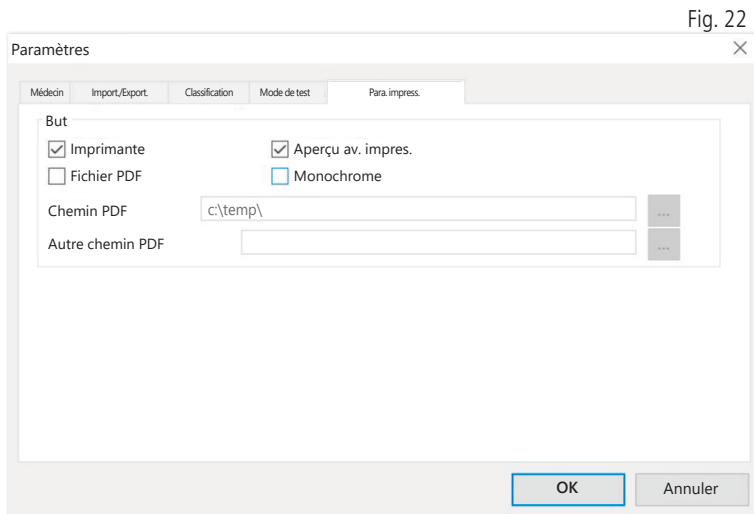 Fig. 22
Paramètres
Médecin Import./Export. Classification Mode de test Para. impress.
But
Imprimante Aperçu av. impres.
Fichier PDF Monochrome
Chemin PDF c:\temp\ ...
Autre chemin PDF ...
OK Annuler